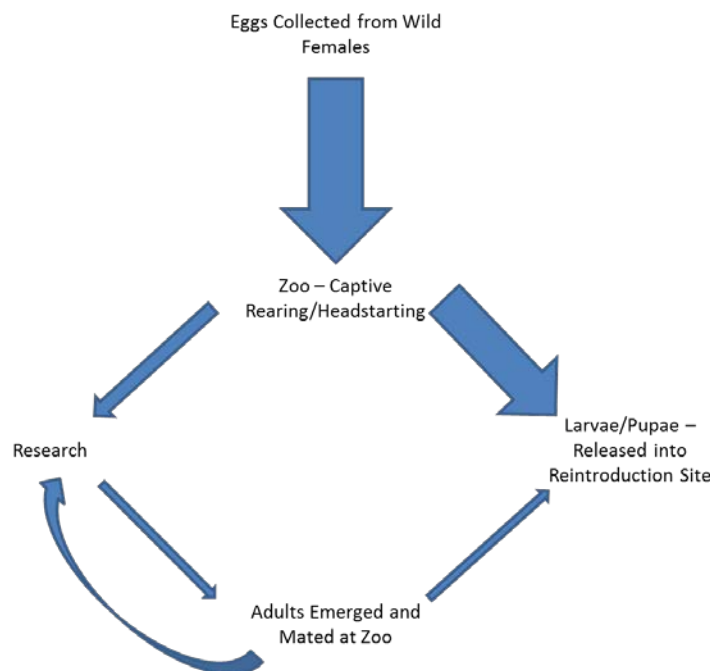 Eggs Collected from Wild
Females
Zoo – Captive
Rearing/Headstarting
Research
Larvae/Pupae –
Released into
Reintroduction Site
Adults Emerged and
Mated at Zoo